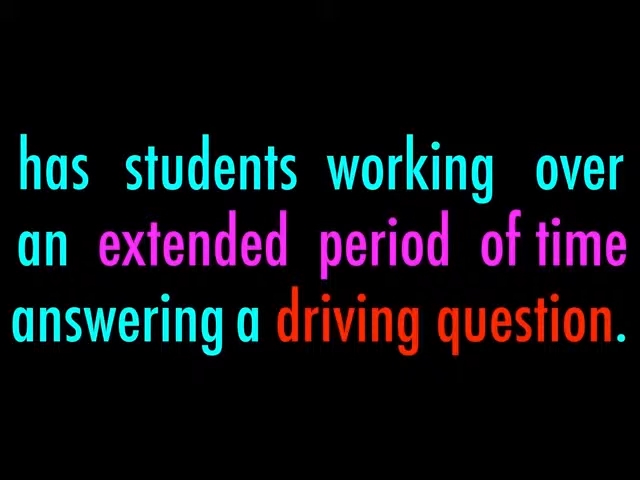 has students working over
an extended period of time
answering a driving question.